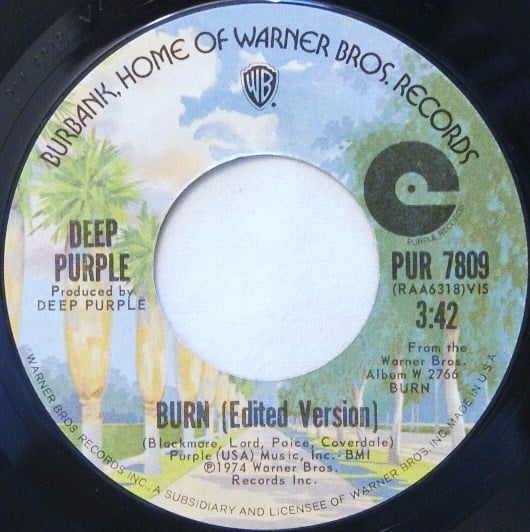 BURBANK, HOME OF WARNER BROS. RECORDS
WB
PURPLE RECORDS
DEEP
PURPLE
Produced by
DEEP PURPLE
PUR 7809
(RAA6318)VIS
3:42
From the
Warner Bros.
Album W 2766
BURN
BURN (Edited Version)
(Blackmore, Lord, Paice, Coverdale)
Purple (USA) Music, Inc.-BMI
℗1974 Warner Bros.
Records Inc.
WARNER BROS. RECORDS INC., A SUBSIDIARY AND LICENSEE OF WARNER BROS. INC. MADE IN U.S.A.